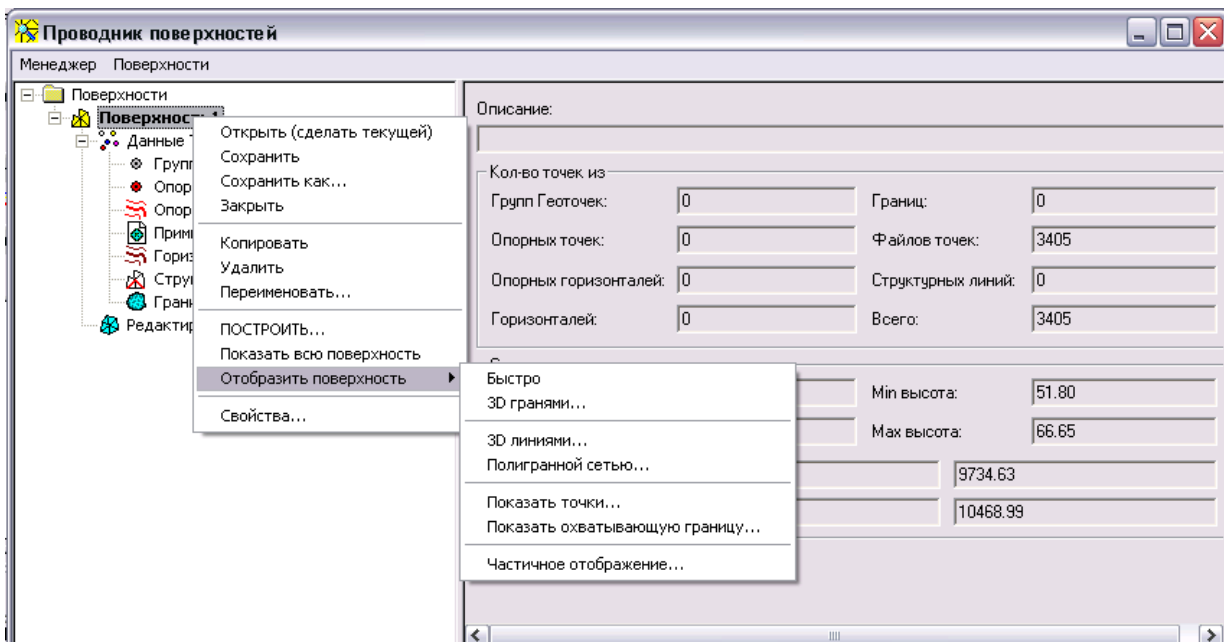 Проводник поверхностей
Менеджер Поверхности
Поверхности
Данные
Открыть (сделать текущей)
Сохранить
Сохранить как...
Закрыть
Копировать
Удалить
Переименовать...
ПОСТРОИТЬ...
Показать всю поверхность
Отобразить поверхность
Свойства...
Быстро
3D гранями...
3D линиями...
Полигранной сетью...
Показать точки...
Показать охватывающую границу...
Частичное отображение...
Описание:
Кол-во точек из
Групп Геоточек: 0 Границ: 0
Опорных точек: 0 Файлов точек: 3405
Опорных горизонталей: 0 Структурных линий: 0
Горизонталей: 0 Всего: 3405
Min высота: 51.80
Max высота: 66.65
9734.63
10468.99